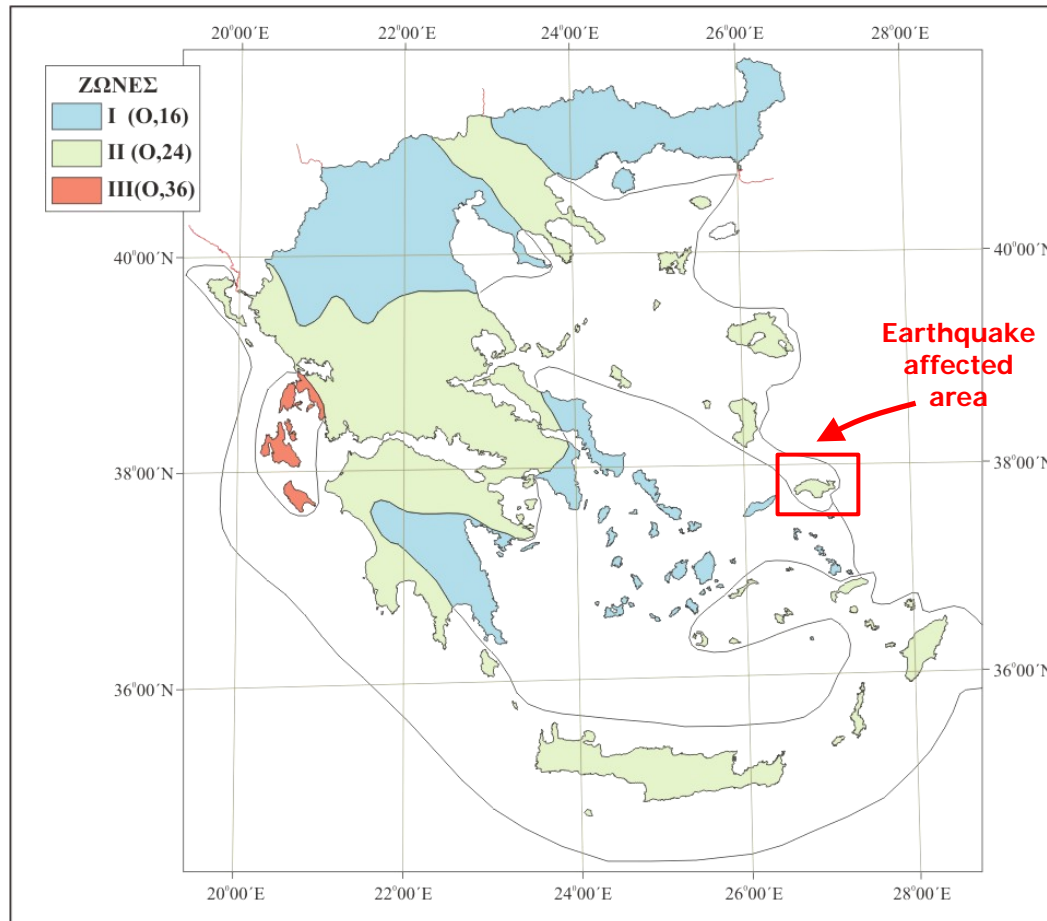 20°00´E 22°00´E 24°00´E 26°00´E 28°00´E
ΖΩΝΕΣ
I (O,16)
II (O,24)
III(O,36)
40°00´N 40°00´N
Earthquake
affected
area
38°00´N 38°00´N
36°00´N 36°00´N
20°00´E 22°00´E 24°00´E 26°00´E 28°00´E